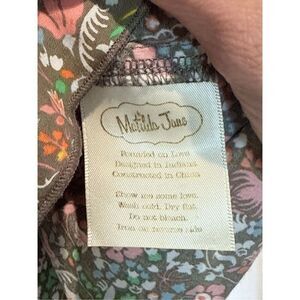 Matilda Jane
Founded on Love
Designed in Indiana
Constructed in China
Show me some love.
Wash cold. Dry flat.
Do not bleach.
Iron on reverse side